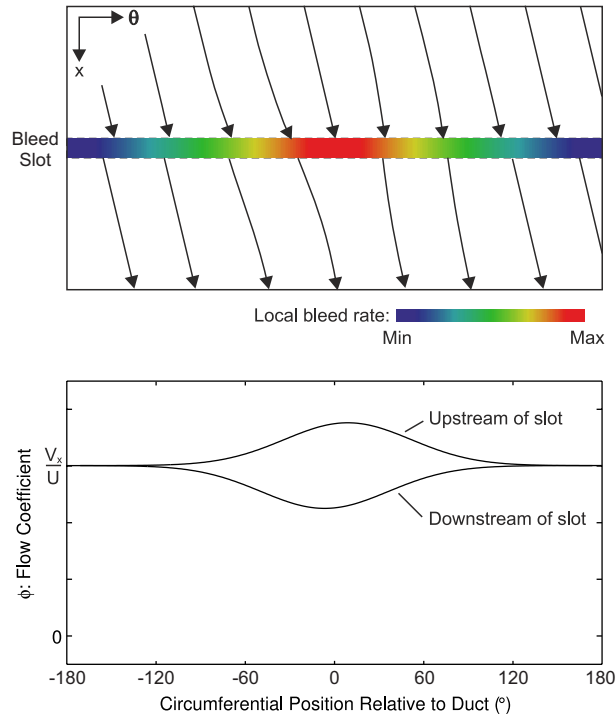 θ
x
Bleed
Slot
Local bleed rate:
Min Max
Upstream of slot
Downstream of slot
ϕ: Flow Coefficient
Vₓ
U
0
-180 -120 -60 0 60 120 180
Circumferential Position Relative to Duct (°)